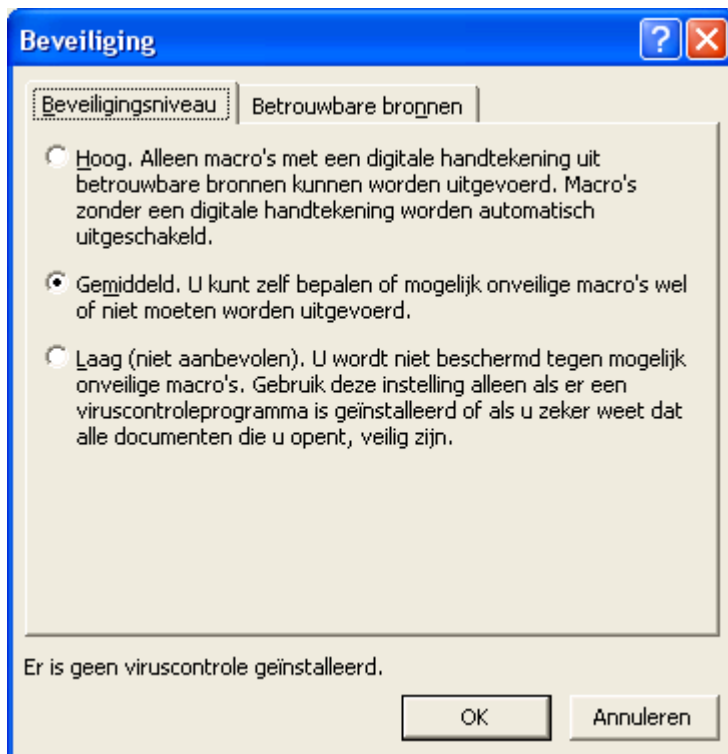 Beveiliging
Beveiligingsniveau
Betrouwbare bronnen
Hoog. Alleen macro's met een digitale handtekening uit
betrouwbare bronnen kunnen worden uitgevoerd. Macro's
zonder een digitale handtekening worden automatisch
uitgeschakeld.
Gemiddeld. U kunt zelf bepalen of mogelijk onveilige macro's wel
of niet moeten worden uitgevoerd.
Laag (niet aanbevolen). U wordt niet beschermd tegen mogelijk
onveilige macro's. Gebruik deze instelling alleen als er een
viruscontroleprogramma is geïnstalleerd of als u zeker weet dat
alle documenten die u opent, veilig zijn.
Er is geen viruscontrole geïnstalleerd.
OK
Annuleren